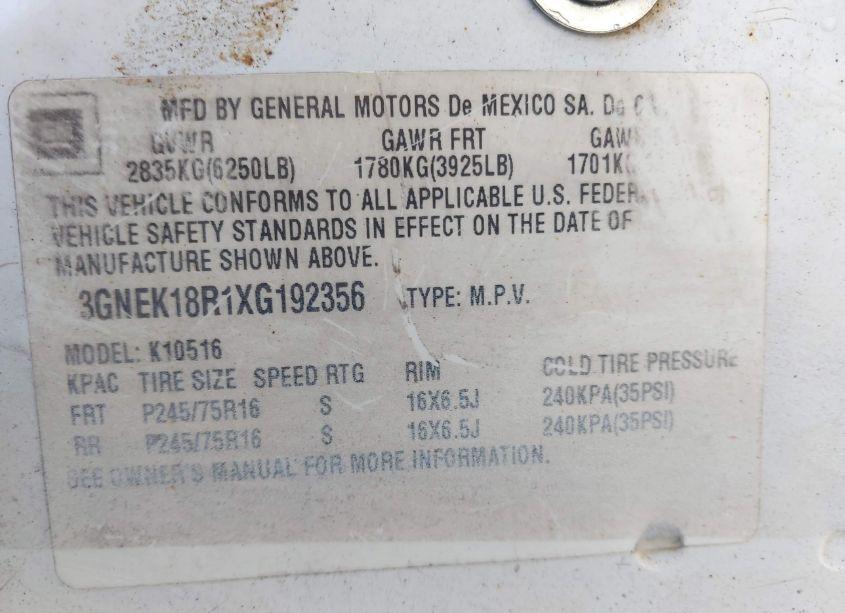 GM
MFD BY GENERAL MOTORS De MEXICO SA. De C.
GVWR GAWR FRT GAW
2835KG(6250LB) 1780KG(3925LB) 1701KG
THIS VEHICLE CONFORMS TO ALL APPLICABLE U.S. FEDER
VEHICLE SAFETY STANDARDS IN EFFECT ON THE DATE OF
MANUFACTURE SHOWN ABOVE.
3GNEK18R1XG192356 TYPE: M.P.V.
MODEL: K10516
KPAC TIRE SIZE SPEED RTG RIM COLD TIRE PRESSURE
FRT P245/75R16 S 16X6.5J 240KPA(35PSI)
RR P245/75R16 S 16X6.5J 240KPA(35PSI)
SEE OWNER'S MANUAL FOR MORE INFORMATION.